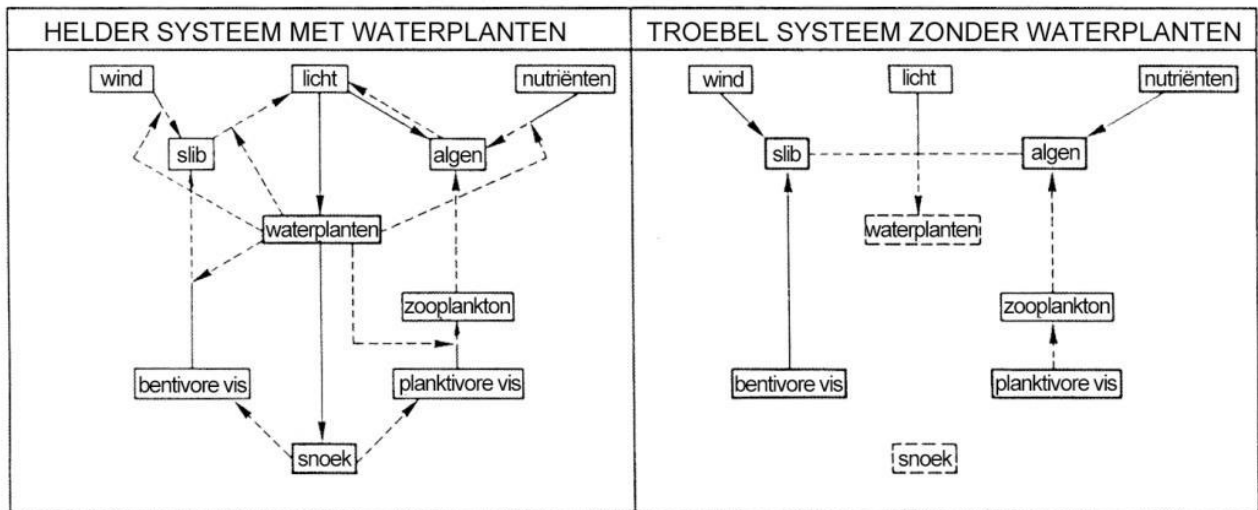 HELDER SYSTEEM MET WATERPLANTEN
wind
licht
nutriënten
slib
algen
waterplanten
zooplankton
bentivore vis
planktivore vis
snoek
TROEBEL SYSTEEM ZONDER WATERPLANTEN
wind
licht
nutriënten
slib
algen
waterplanten
zooplankton
bentivore vis
planktivore vis
snoek